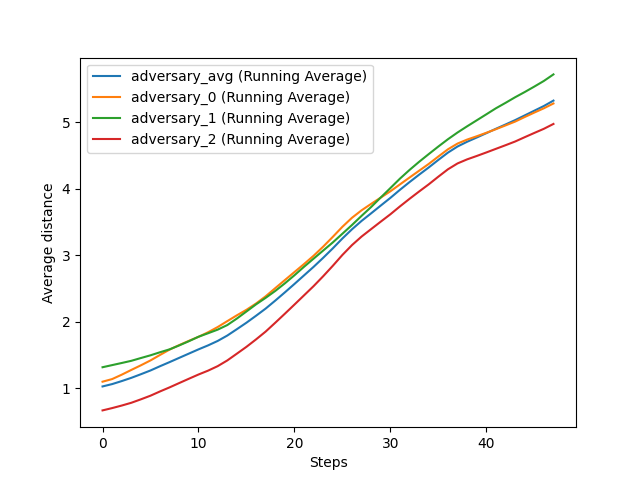 adversary_avg (Running Average)
adversary_0 (Running Average)
adversary_1 (Running Average)
adversary_2 (Running Average)
5
4
3
2
1
Average distance
0 10 20 30 40
Steps